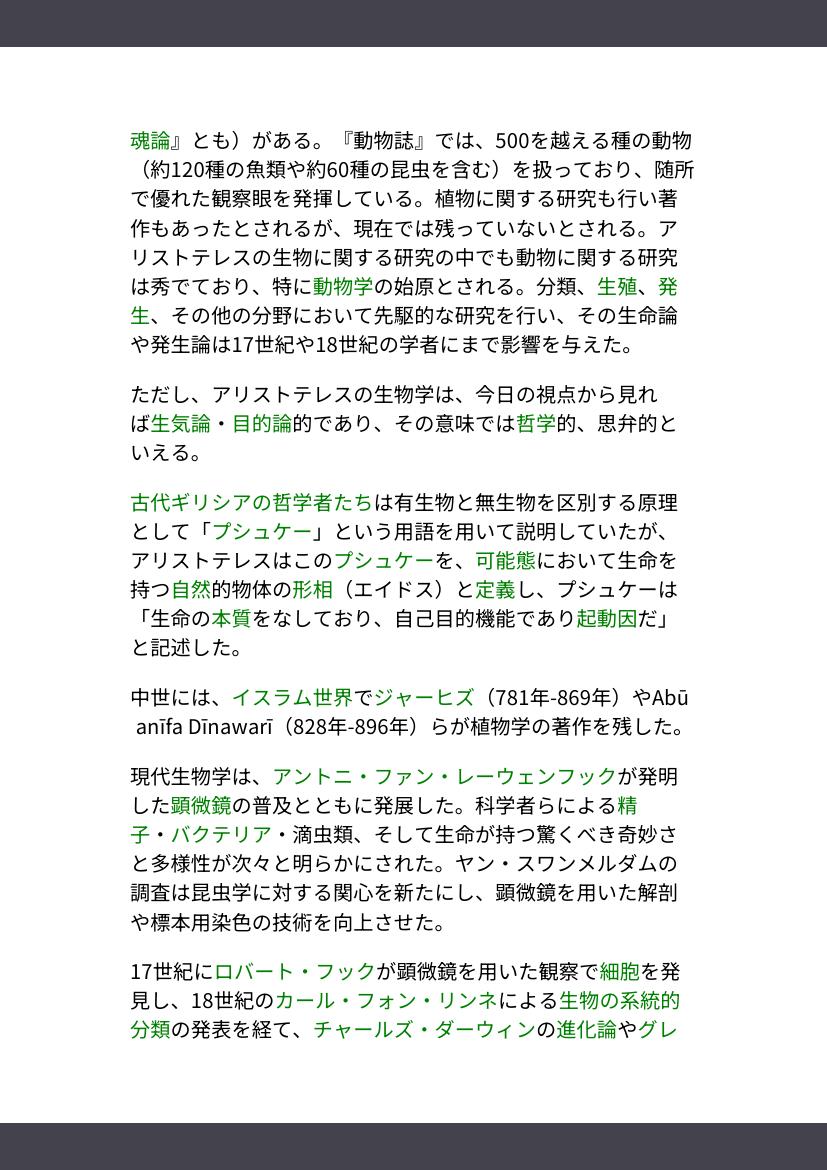 魂論』とも）がある。『動物誌』では、500を越える種の動物
（約120種の魚類や約60種の昆虫を含む）を扱っており、随所
で優れた観察眼を発揮している。植物に関する研究も行い著
作もあったとされるが、現在では残っていないとされる。ア
リストテレスの生物に関する研究の中でも動物に関する研究
は秀でており、特に動物学の始原とされる。分類、生殖、発
生、その他の分野において先駆的な研究を行い、その生命論
や発生論は17世紀や18世紀の学者にまで影響を与えた。
ただし、アリストテレスの生物学は、今日の視点から見れ
ば生気論・目的論的であり、その意味では哲学的、思弁的と
いえる。
古代ギリシアの哲学者たちは有生物と無生物を区別する原理
として「プシュケー」という用語を用いて説明していたが、
アリストテレスはこのプシュケーを、可能態において生命を
持つ自然的物体の形相（エイドス）と定義し、プシュケーは
「生命の本質をなしており、自己目的機能であり起動因だ」
と記述した。
中世には、イスラム世界でジャーヒズ（781年-869年）やAbū
anīfa Dīnawarī（828年-896年）らが植物学の著作を残した。
現代生物学は、アントニ・ファン・レーウェンフックが発明
した顕微鏡の普及とともに発展した。科学者らによる精
子・バクテリア・滴虫類、そして生命が持つ驚くべき奇妙さ
と多様性が次々と明らかにされた。ヤン・スワンメルダムの
調査は昆虫学に対する関心を新たにし、顕微鏡を用いた解剖
や標本用染色の技術を向上させた。
17世紀にロバート・フックが顕微鏡を用いた観察で細胞を発
見し、18世紀のカール・フォン・リンネによる生物の系統的
分類の発表を経て、チャールズ・ダーウィンの進化論やグレ